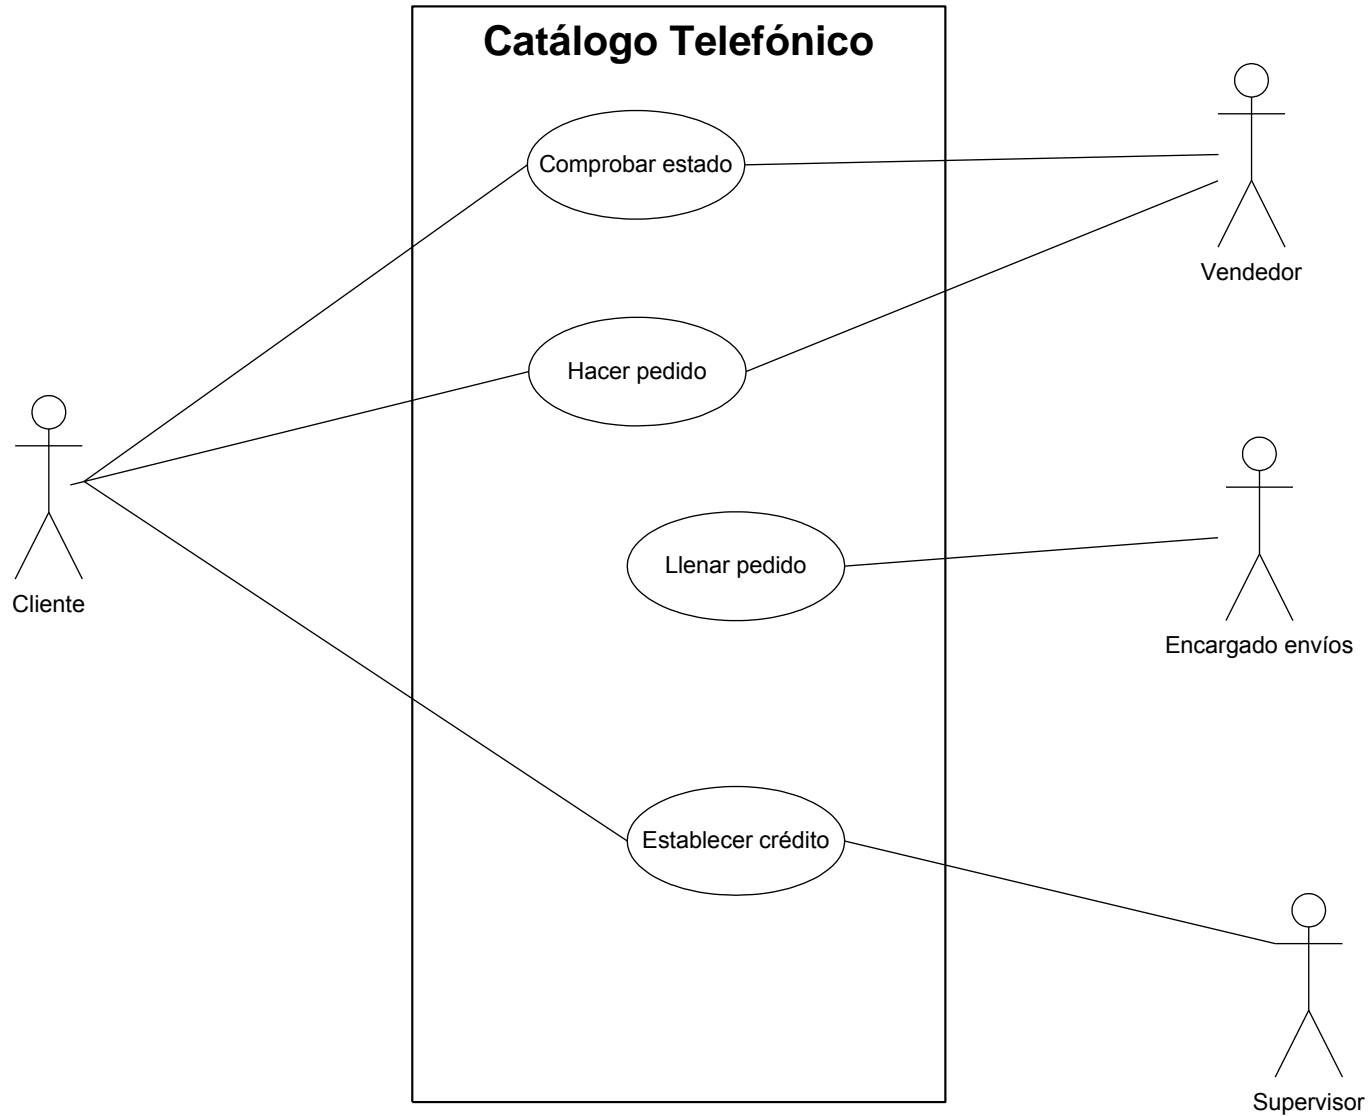 Catálogo Telefónico
Comprobar estado
Vendedor
Hacer pedido
Cliente
Llenar pedido
Encargado envíos
Establecer crédito
Supervisor